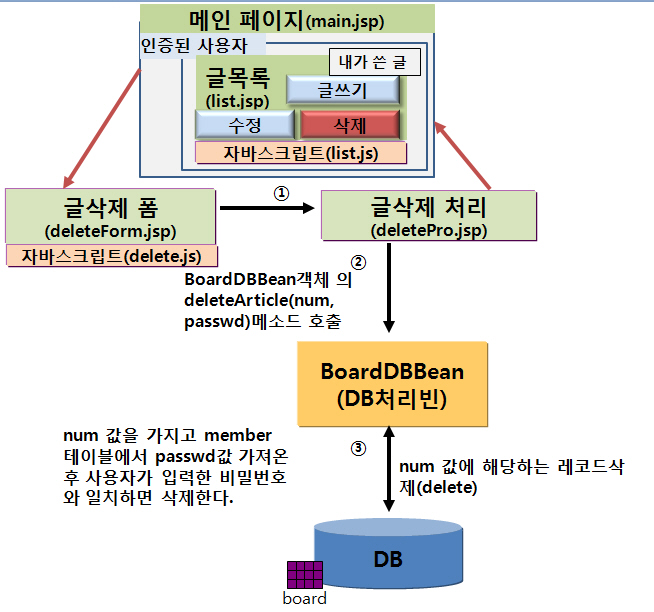 메인 페이지(main.jsp)
인증된 사용자
내가 쓴 글
글목록
(list.jsp)
글쓰기
수정
삭제
자바스크립트(list.js)
글삭제 폼
(deleteForm.jsp)
자바스크립트(delete.js)
①
글삭제 처리
(deletePro.jsp)
②
BoardDBBean객체 의
deleteArticle(num,
passwd)메소드 호출
BoardDBBean
(DB처리빈)
③
num 값을 가지고 member
테이블에서 passwd값 가져온
후 사용자가 입력한 비밀번호
와 일치하면 삭제한다.
num 값에 해당하는 레코드삭
제(delete)
DB
board